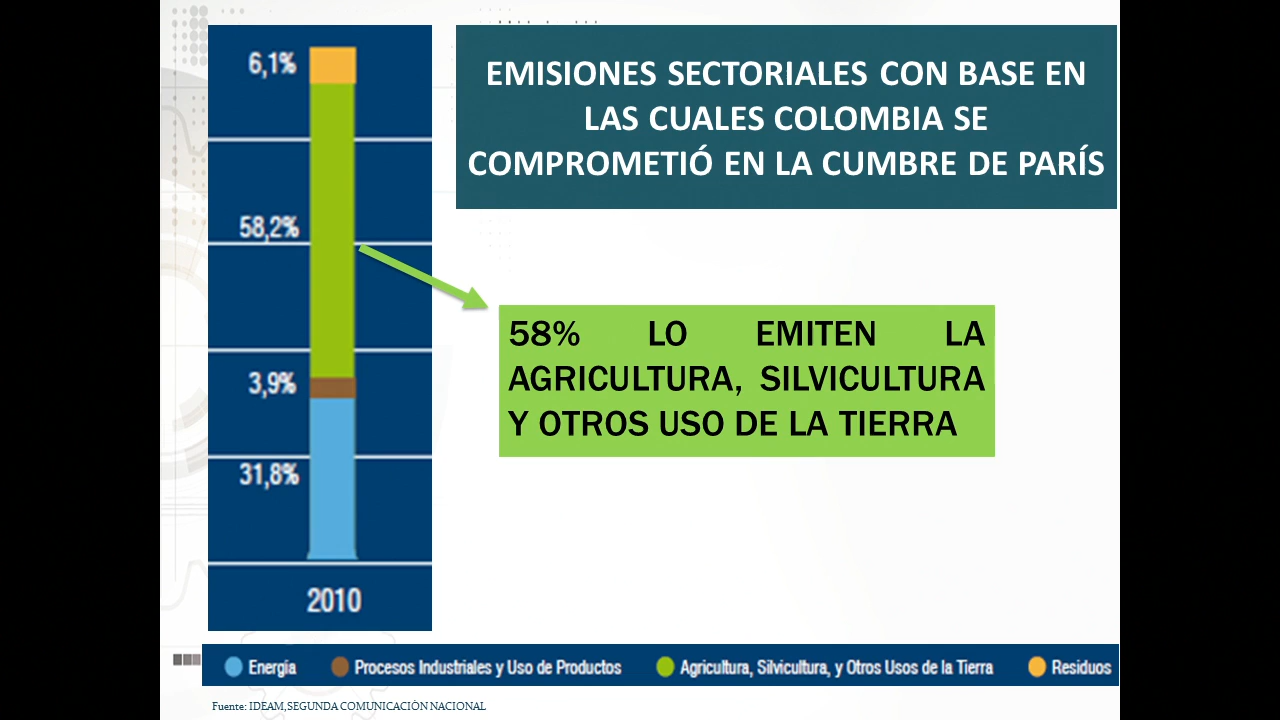 EMISIONES SECTORIALES CON BASE EN
LAS CUALES COLOMBIA SE
COMPROMETIÓ EN LA CUMBRE DE PARÍS
6,1%
58,2%
3,9%
31,8%
2010
58% LO EMITEN LA
AGRICULTURA, SILVICULTURA
Y OTROS USO DE LA TIERRA
Energía
Procesos Industriales y Uso de Productos
Agricultura, Silvicultura, y Otros Usos de la Tierra
Residuos
Fuente: IDEAM,SEGUNDA COMUNICACIÓN NACIONAL